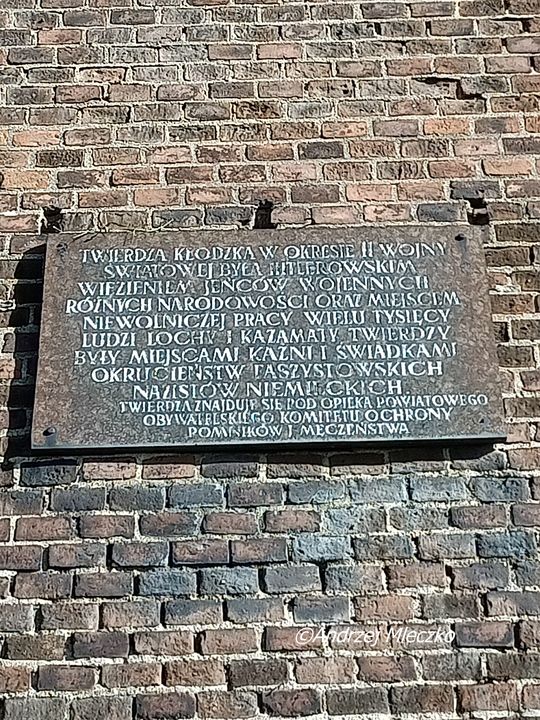 TWIERDZA KŁODZKA W OKRESIE II WOJNY
ŚWIATOWEJ BYŁA HITLEROWSKIM
WIĘZIENIEM JEŃCÓW WOJENNYCH
RÓŻNYCH NARODOWOŚCI ORAZ MIEJSCEM
NIEWOLNICZEJ PRACY WIELU TYSIĘCY
LUDZI LOCHY I KAZAMATY TWIERDZY
BYŁY MIEJSCAMI KAŹNI I ŚWIADKAMI
OKRUCIEŃSTW FASZYSTOWSKICH
NAZISTÓW NIEMIECKICH
TWIERDZA ZNAJDUJE SIĘ POD OPIEKĄ POWIATOWEGO
OBYWATELSKIEGO KOMITETU OCHRONY
POMNIKÓW I MĘCZEŃSTWA
©Andrzej Mleczko